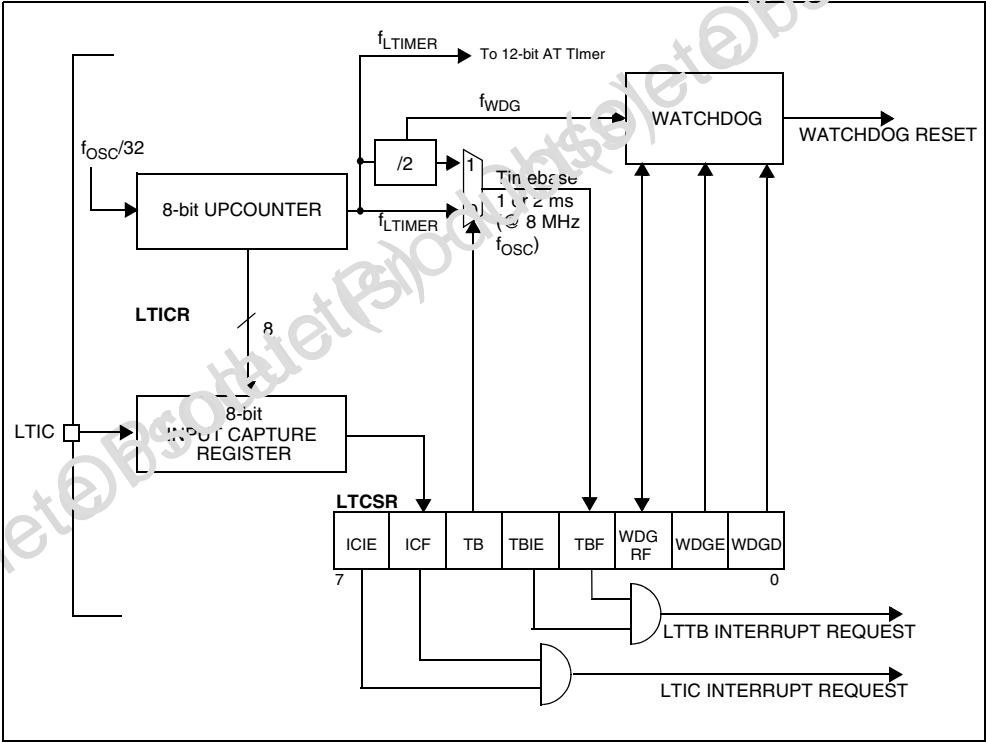 fLTIMER
To 12-bit AT TImer
fWDG
WATCHDOG
WATCHDOG RESET
fOSC/32
/2
1
Timebase
1 or 2 ms
(@ 8 MHz
fOSC)
8-bit UPCOUNTER
fLTIMER
0
LTICR
8
8-bit
INPUT CAPTURE
REGISTER
LTIC
LTCSR
ICIE ICF TB TBIE TBF WDG RF WDGE WDGD
7 0
LTTB INTERRUPT REQUEST
LTIC INTERRUPT REQUEST